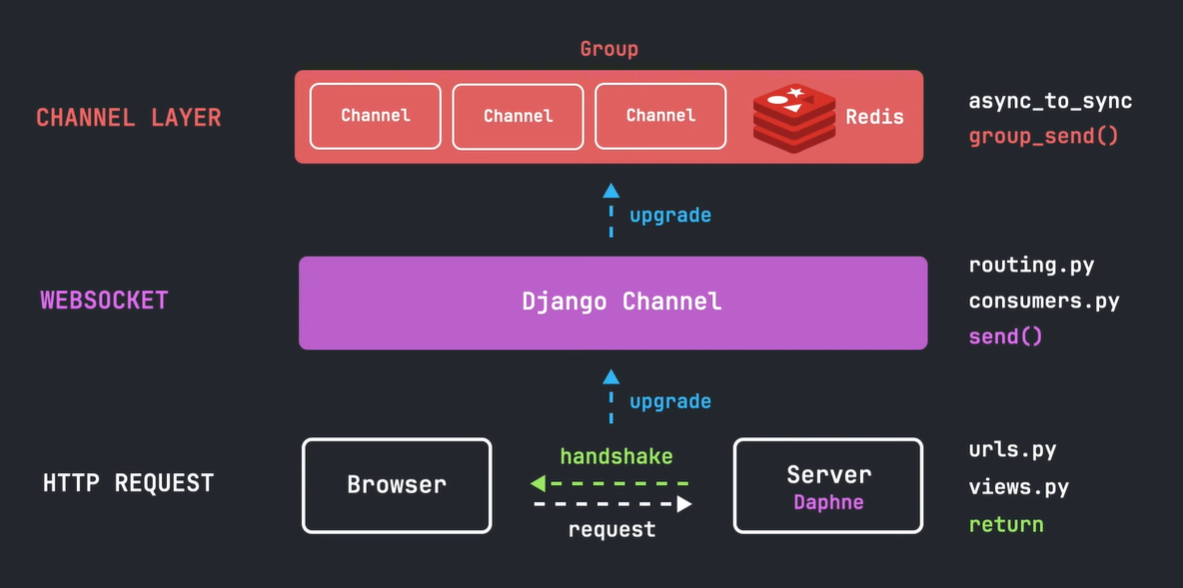 Group
CHANNEL LAYER
Channel
Channel
Channel
Redis
async_to_sync
group_send()
upgrade
WEBSOCKET
Django Channel
routing.py
consumers.py
send()
upgrade
HTTP REQUEST
Browser
handshake
request
Server
Daphne
urls.py
views.py
return